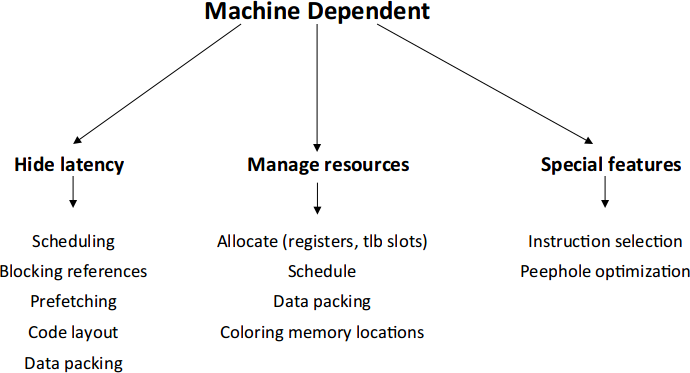 Machine Dependent
Hide latency
Manage resources
Special features
Scheduling
Blocking references
Prefetching
Code layout
Data packing
Allocate (registers, tlb slots)
Schedule
Data packing
Coloring memory locations
Instruction selection
Peephole optimization